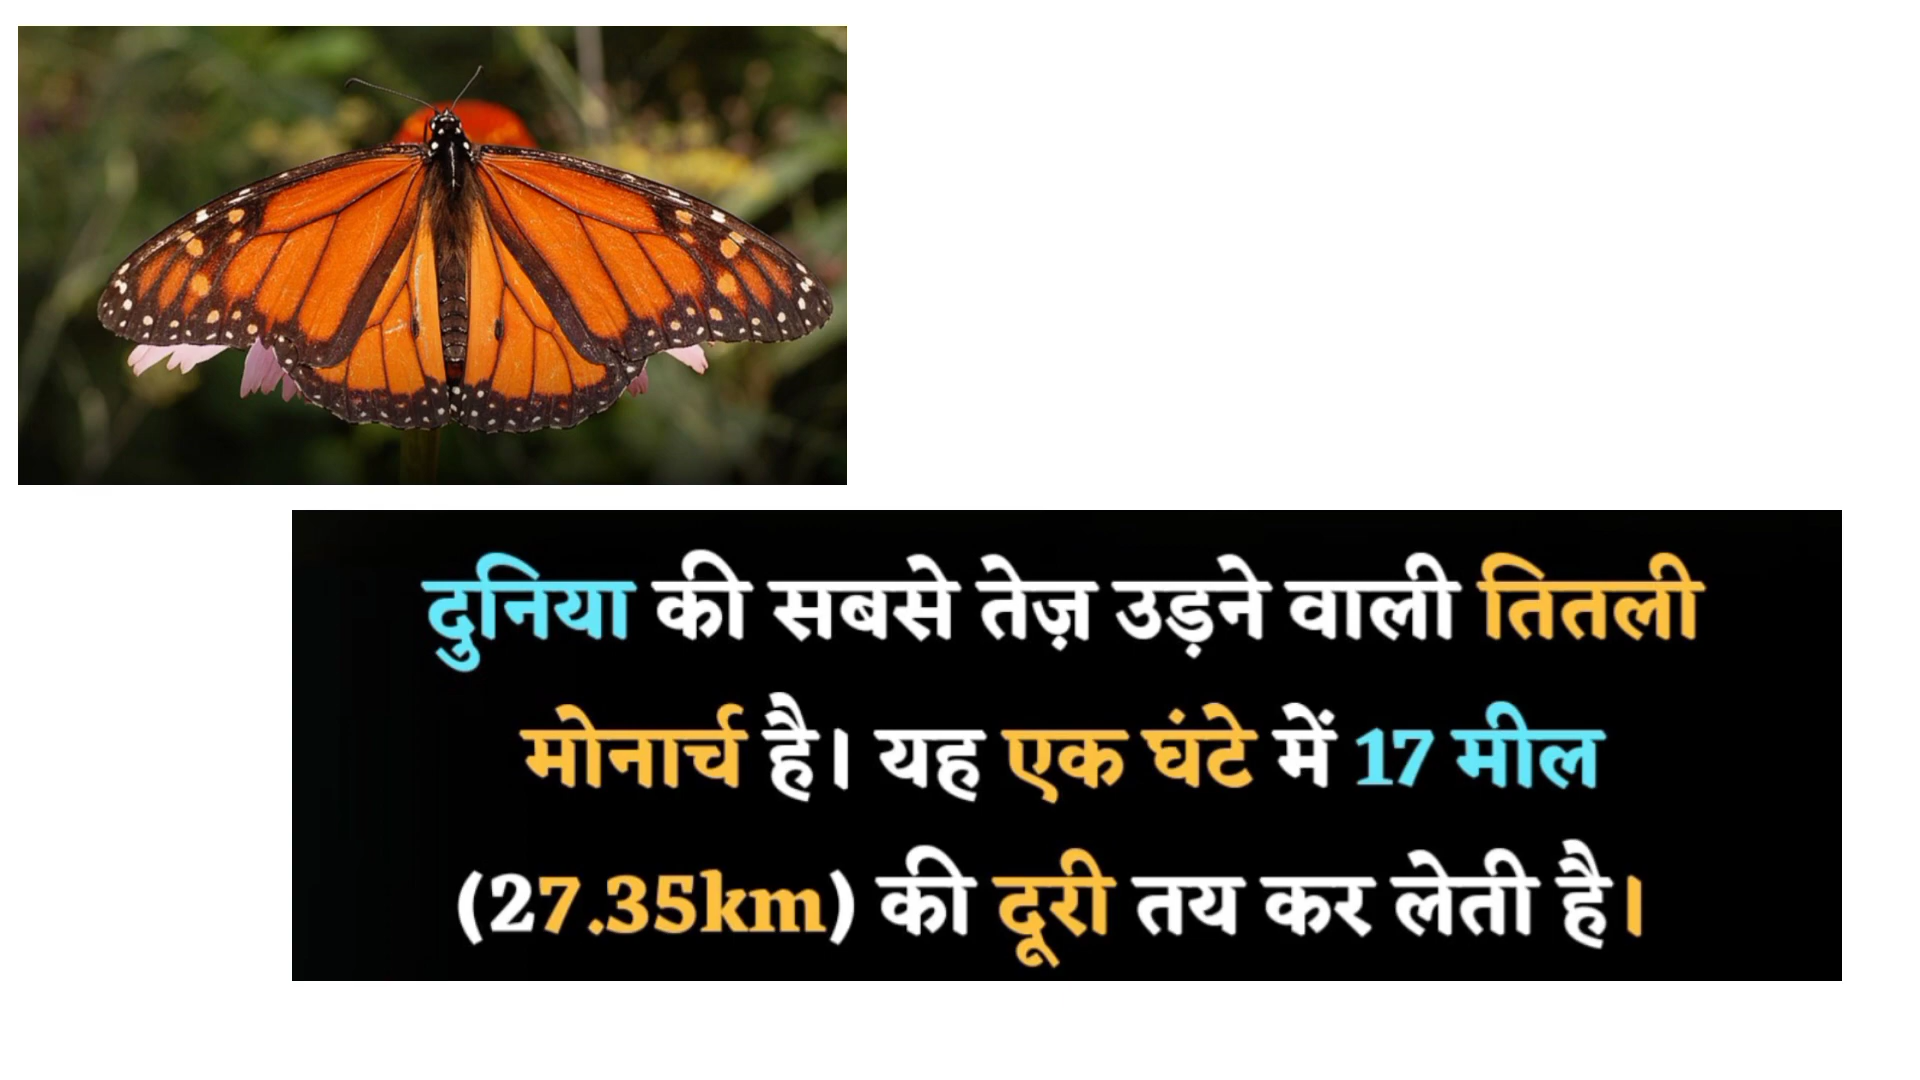 दुनिया की सबसे तेज़ उड़ने वाली तितली
मोनार्च है। यह एक घंटे में 17 मील
(27.35km) की दूरी तय कर लेती है।